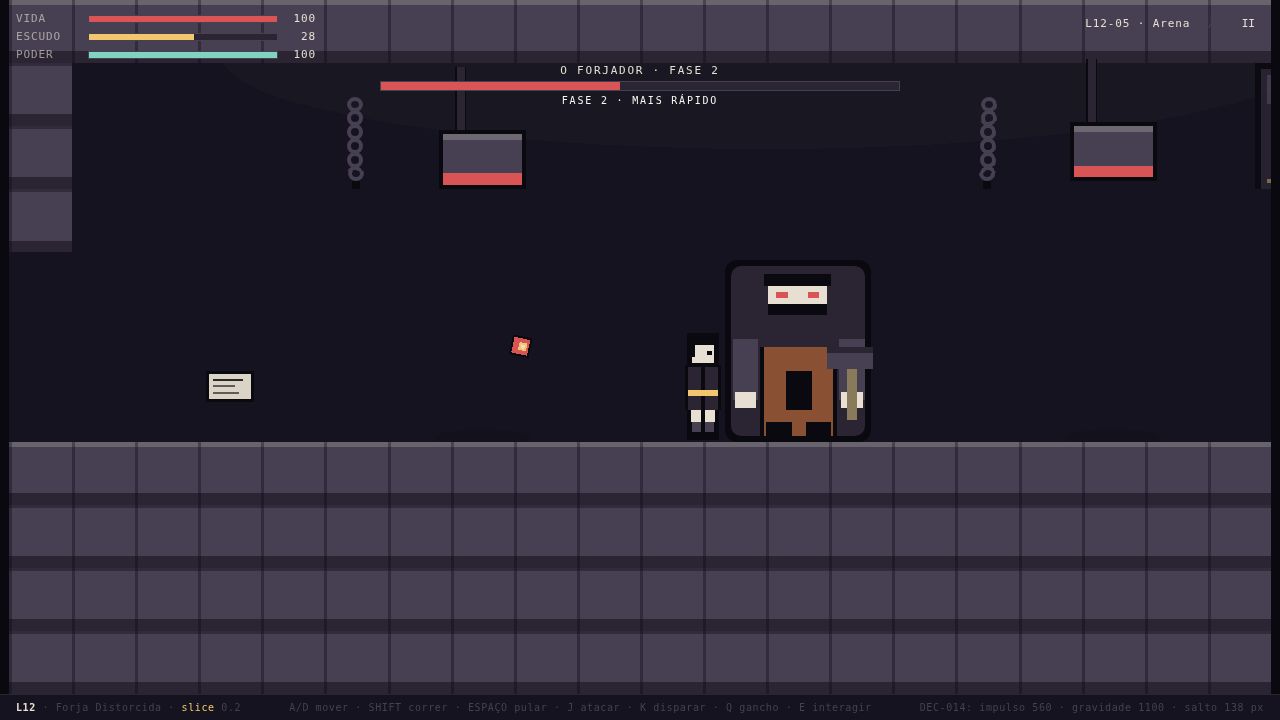 VIDA 100
ESCUDO 28
PODER 100
L12-05 · Arena II
O FORJADOR · FASE 2
FASE 2 · MAIS RÁPIDO
L12 · Forja Distorcida · slice 0.2
A/D mover · SHIFT correr · ESPAÇO pular · J atacar · K disparar · Q gancho · E interagir
DEC-014: impulso 560 · gravidade 1100 · salto 138 px